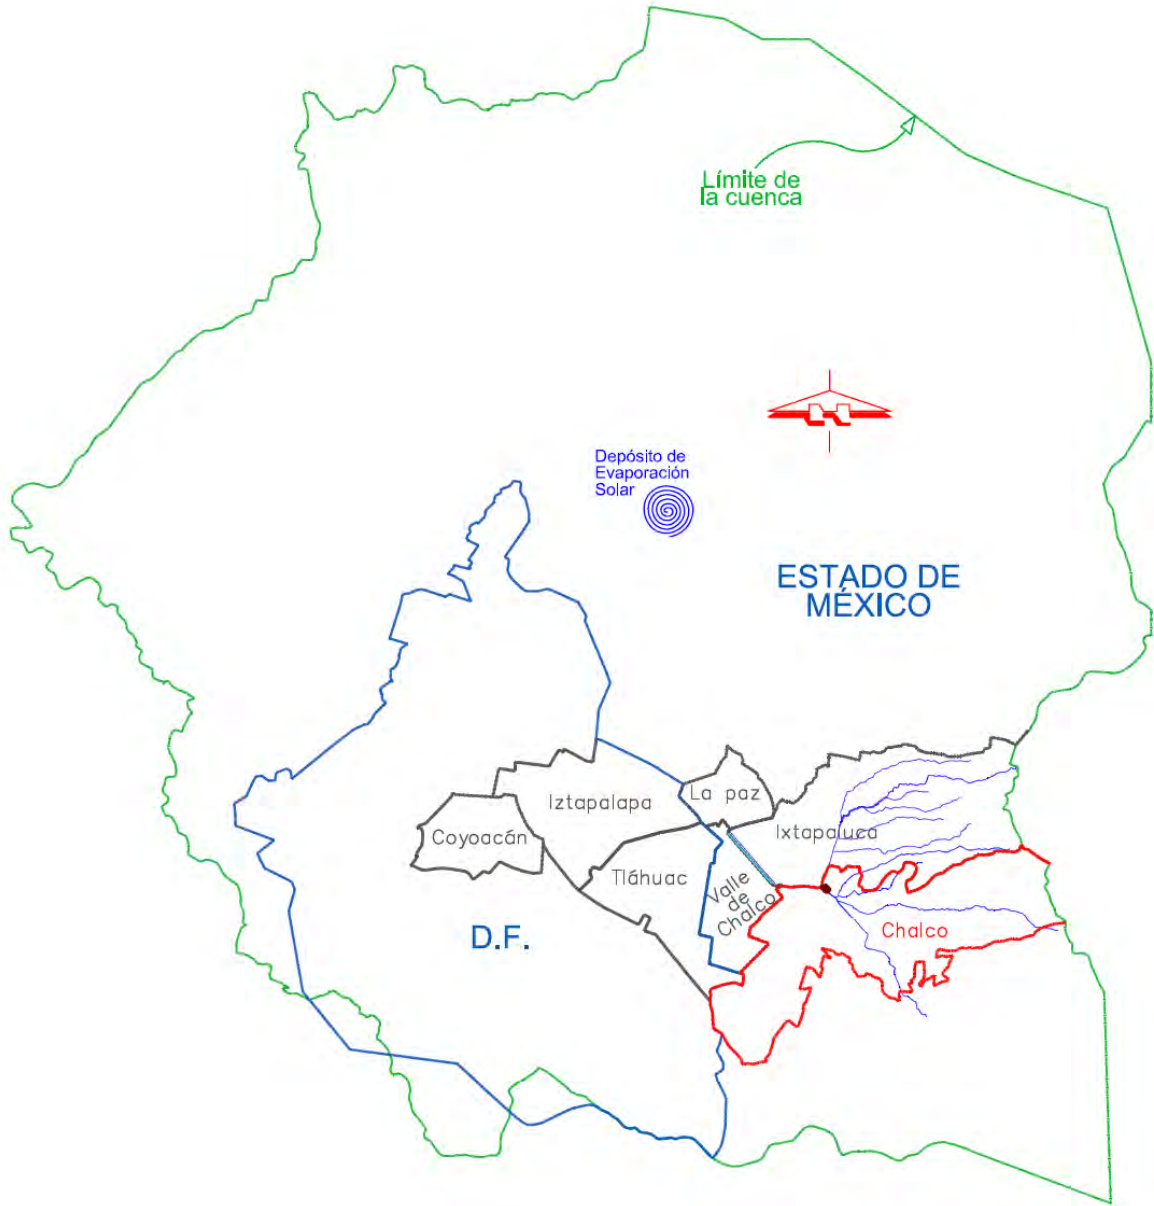 Límite de
la cuenca
Depósito de
Evaporación
Solar
ESTADO DE
MÉXICO
La paz
Iztapalapa
Ixtapaluca
Coyoacán
Tláhuac
Valle
de
Chalco
Chalco
D.F.